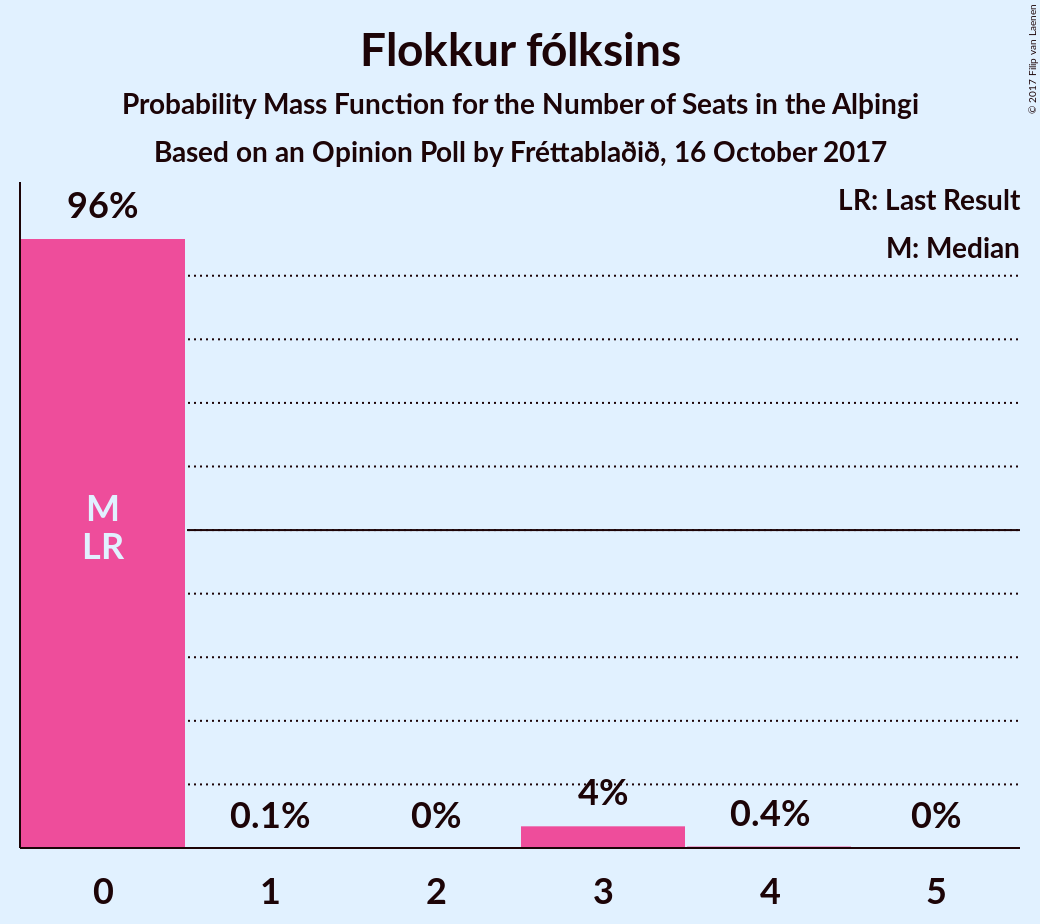 Flokkur fólksins
Probability Mass Function for the Number of Seats in the Alþingi
Based on an Opinion Poll by Fréttablaðið, 16 October 2017
© 2017 Filip van Laenen
LR: Last Result
M: Median
96%
M
LR
0.1%
0%
4%
0.4%
0%
0 1 2 3 4 5